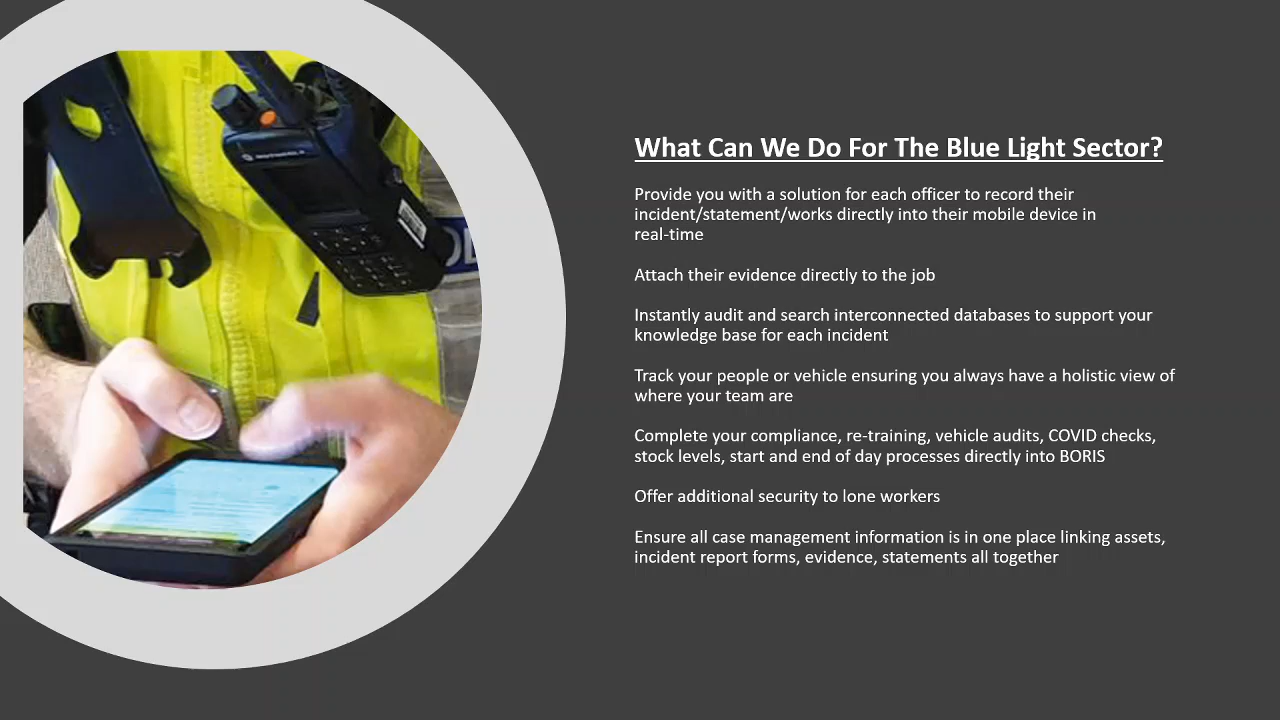 What Can We Do For The Blue Light Sector?
Provide you with a solution for each officer to record their
incident/statement/works directly into their mobile device in
real-time
Attach their evidence directly to the job
Instantly audit and search interconnected databases to support your
knowledge base for each incident
Track your people or vehicle ensuring you always have a holistic view of
where your team are
Complete your compliance, re-training, vehicle audits, COVID checks,
stock levels, start and end of day processes directly into BORIS
Offer additional security to lone workers
Ensure all case management information is in one place linking assets,
incident report forms, evidence, statements all together